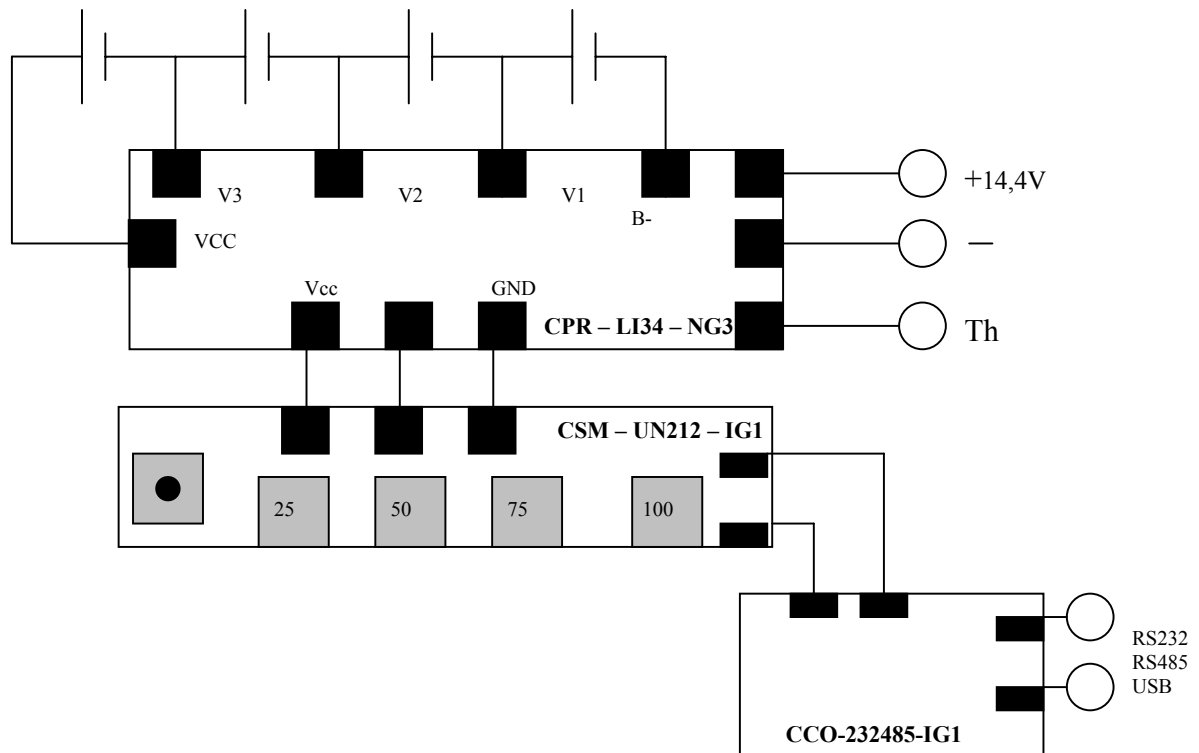 +14,4V
V3
V2
V1
B-
VCC
—
Vcc
GND
CPR – LI34 – NG3
Th
CSM – UN212 – IG1
25
50
75
100
RS232
RS485
USB
CCO-232485-IG1